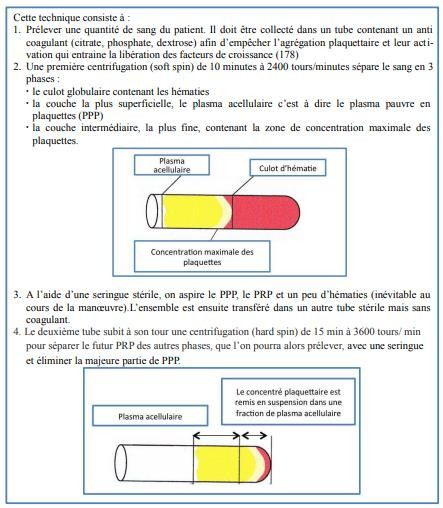 Cette technique consiste à :
1. Prélever une quantité de sang du patient. Il doit être collecté dans un tube contenant un anti
coagulant (citrate, phosphate, dextrose) afin d'empêcher l'agrégation plaquettaire et leur acti-
vation qui entraine la libération des facteurs de croissance (178)
2. Une première centrifugation (soft spin) de 10 minutes à 2400 tours/minutes sépare le sang en 3
phases :
· le culot globulaire contenant les hématies
· la couche la plus superficielle, le plasma acellulaire c'est à dire le plasma pauvre en
plaquettes (PPP)
· la couche intermédiaire, la plus fine, contenant la zone de concentration maximale des
plaquettes.
Plasma
acellulaire
Culot d'hématie
Concentration maximale des
plaquettes
3. A l'aide d'une seringue stérile, on aspire le PPP, le PRP et un peu d'hématies (inévitable au
cours de la manœuvre).L'ensemble est ensuite transféré dans un autre tube stérile mais sans
coagulant.
4. Le deuxième tube subit à son tour une centrifugation (hard spin) de 15 min à 3600 tours/ min
pour séparer le futur PRP des autres phases, que l'on pourra alors prélever, avec une seringue
et éliminer la majeure partie de PPP.
Le concentré plaquettaire est
remis en suspension dans une
fraction de plasma acellulaire
Plasma acellulaire